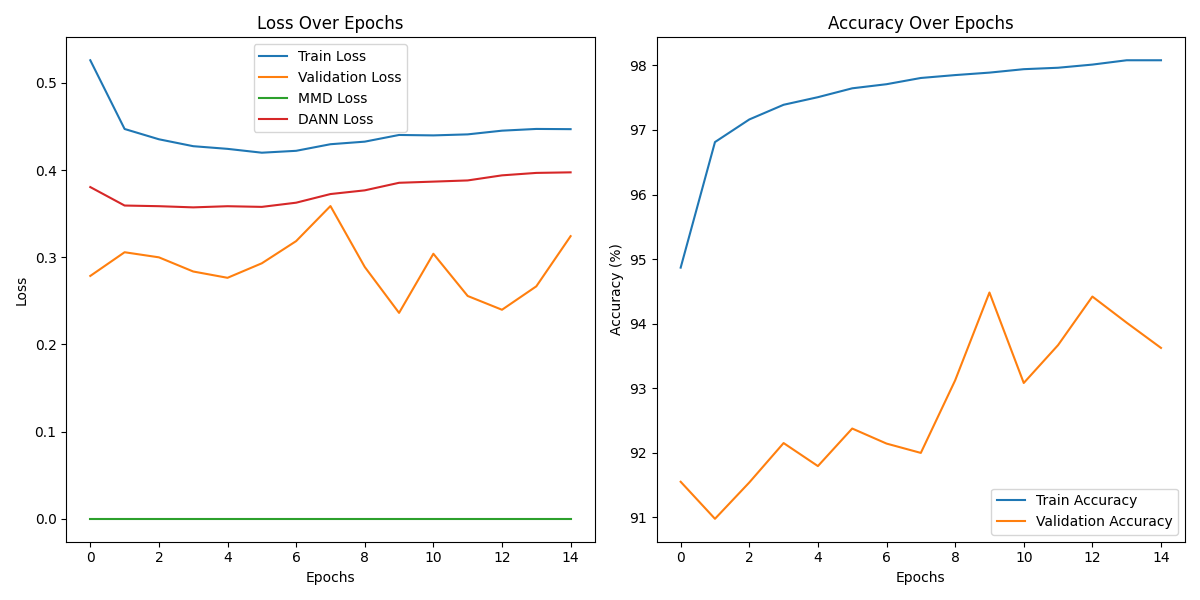 Loss Over Epochs
Train Loss
Validation Loss
MMD Loss
DANN Loss
0.5
0.4
0.3
0.2
0.1
0.0
Loss
0 2 4 6 8 10 12 14
Epochs
Accuracy Over Epochs
98
97
96
95
94
93
92
91
Accuracy (%)
Train Accuracy
Validation Accuracy
0 2 4 6 8 10 12 14
Epochs